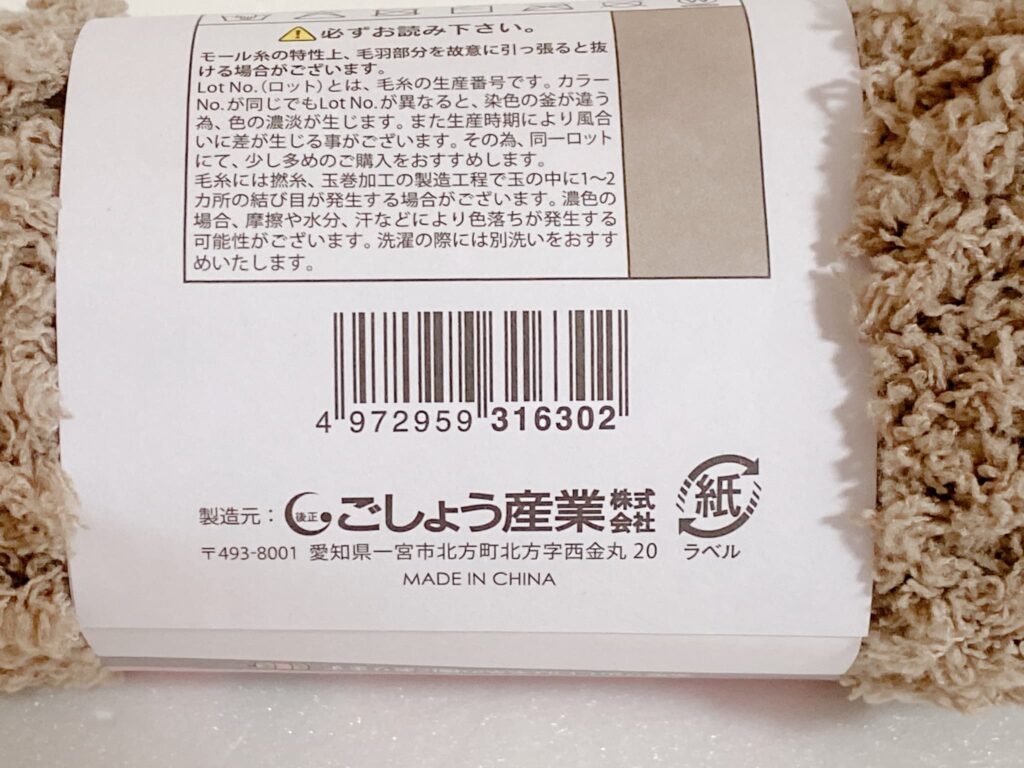 必ずお読み下さい。
モール糸の特性上、毛羽部分を故意に引っ張ると抜
ける場合がございます。
Lot No.(ロット)とは、毛糸の生産番号です。カラー
No.が同じでもLot No.が異なると、染色の釜が違う
為、色の濃淡が生じます。また生産時期により風合
いに差が生じる事がございます。その為、同一ロット
にて、少し多めのご購入をおすすめします。
毛糸には撚糸、玉巻加工の製造工程で玉の中に1〜2
カ所の結び目が発生する場合がございます。濃色の
場合、摩擦や水分、汗などにより色落ちが発生する
可能性がございます。洗濯の際には別洗いをおすす
めいたします。
4 972959 316302
製造元：後正 ごしょう産業株式会社
〒493-8001 愛知県一宮市北方町北方字西金丸 20
MADE IN CHINA
紙
ラベル